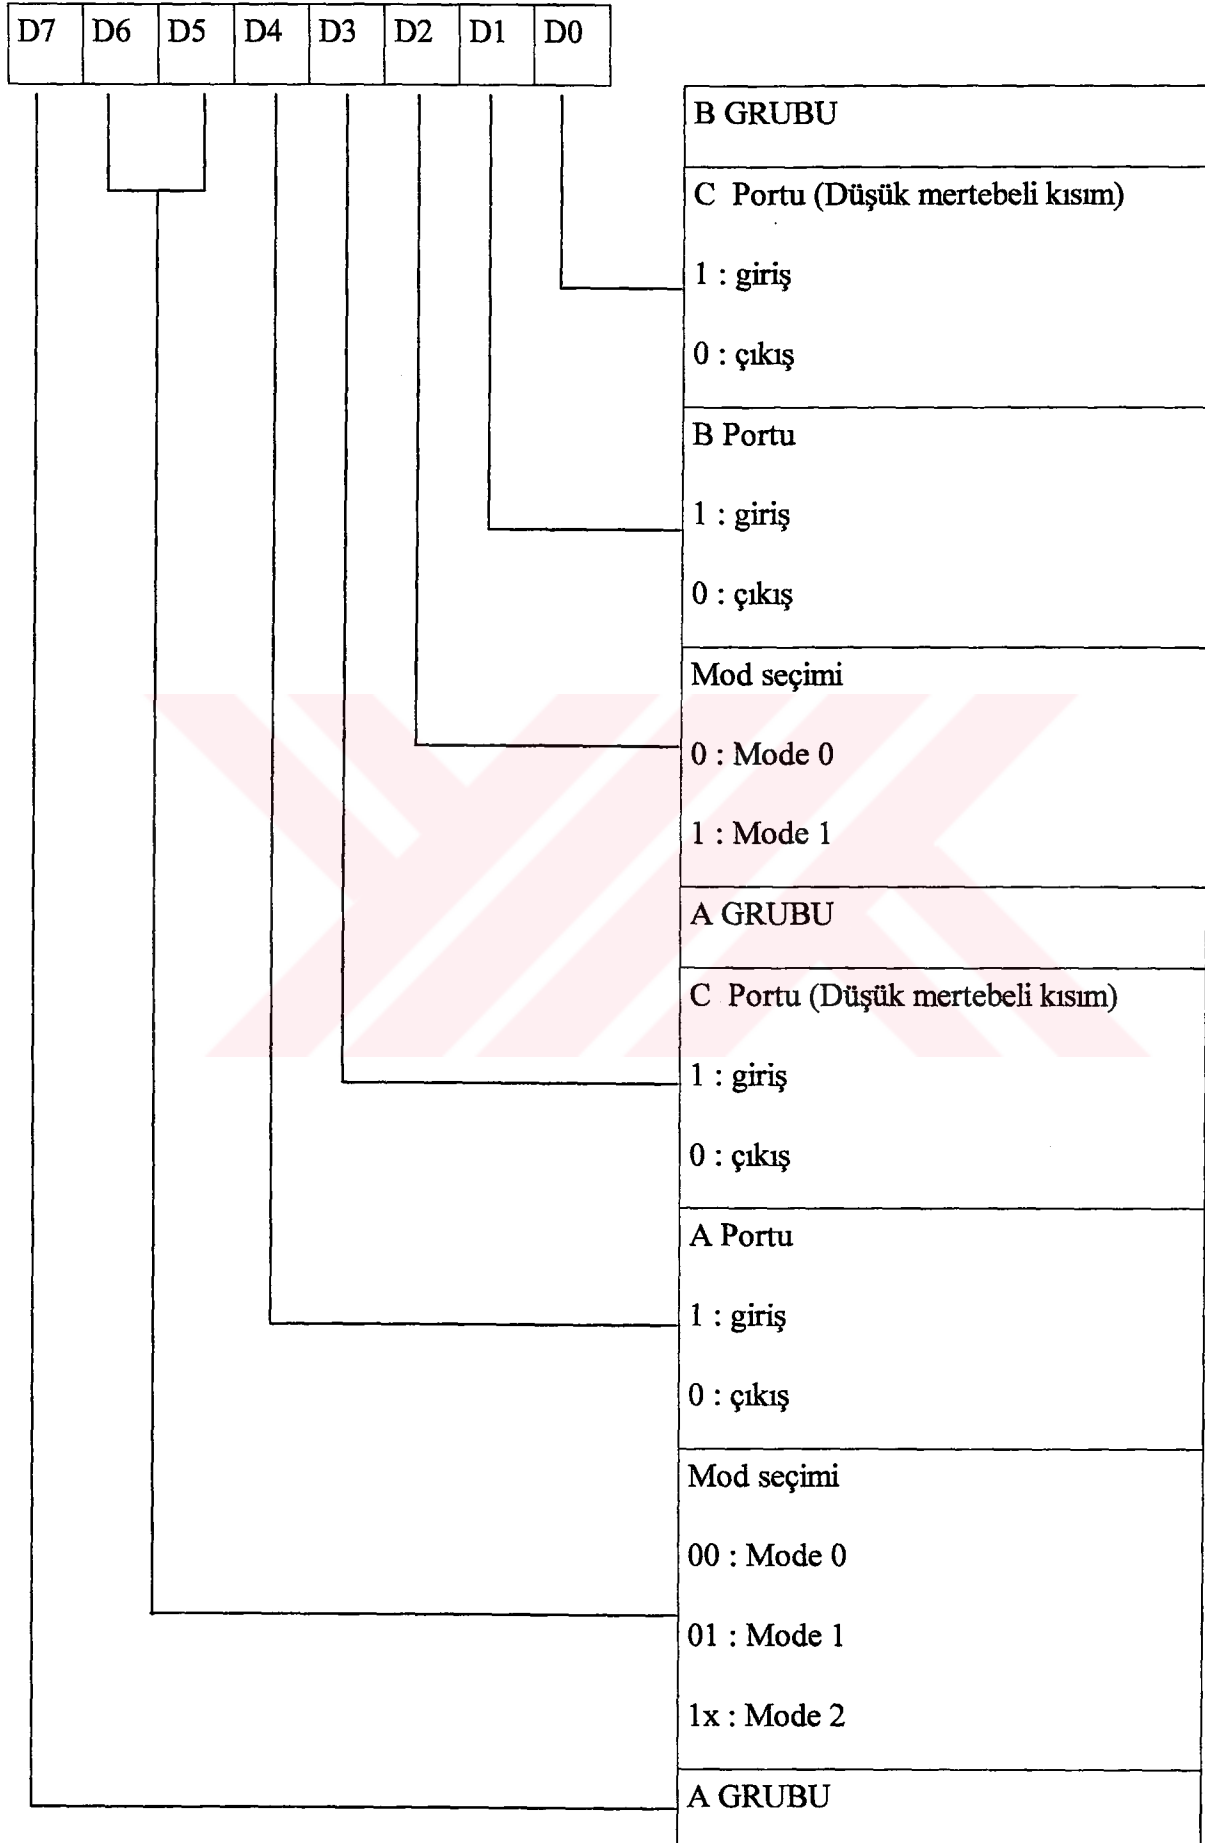 D7 D6 D5 D4 D3 D2 D1 D0
B GRUBU
C Portu (Düşük mertebeli kısım)
1 : giriş
0 : çıkış
B Portu
1 : giriş
0 : çıkış
Mod seçimi
0 : Mode 0
1 : Mode 1
A GRUBU
C Portu (Düşük mertebeli kısım)
1 : giriş
0 : çıkış
A Portu
1 : giriş
0 : çıkış
Mod seçimi
00 : Mode 0
01 : Mode 1
1x : Mode 2
A GRUBU